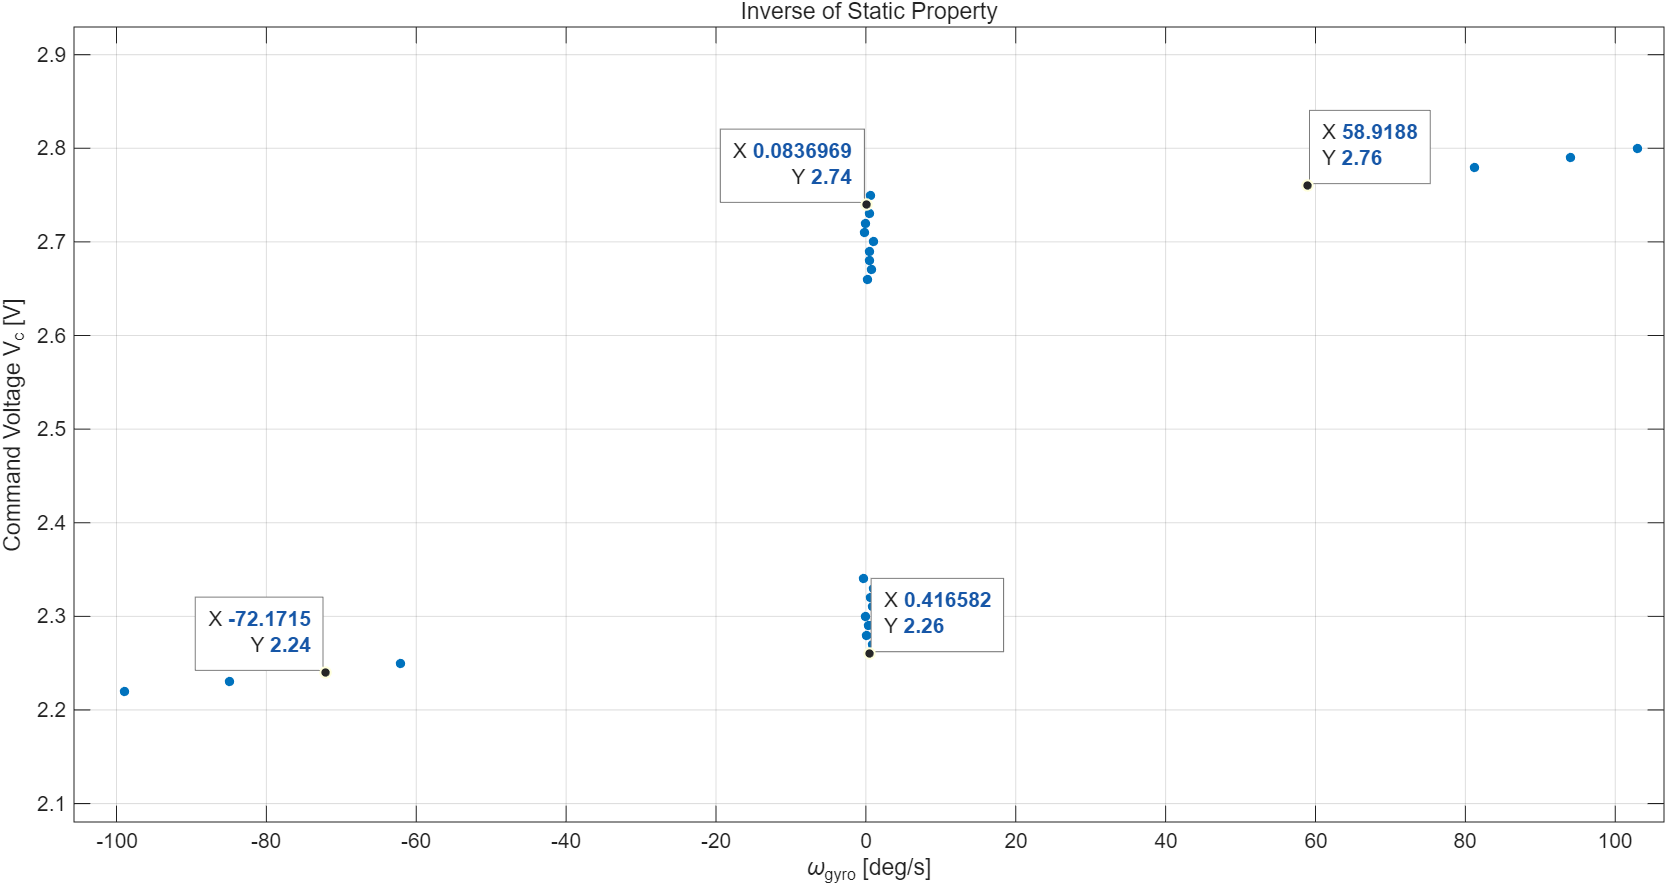 Inverse of Static Property
Command Voltage V_c [V]
2.9
2.8
2.7
2.6
2.5
2.4
2.3
2.2
2.1
X 0.0836969
Y 2.74
X 58.9188
Y 2.76
X -72.1715
Y 2.24
X 0.416582
Y 2.26
-100 -80 -60 -40 -20 0 20 40 60 80 100
ω_gyro [deg/s]